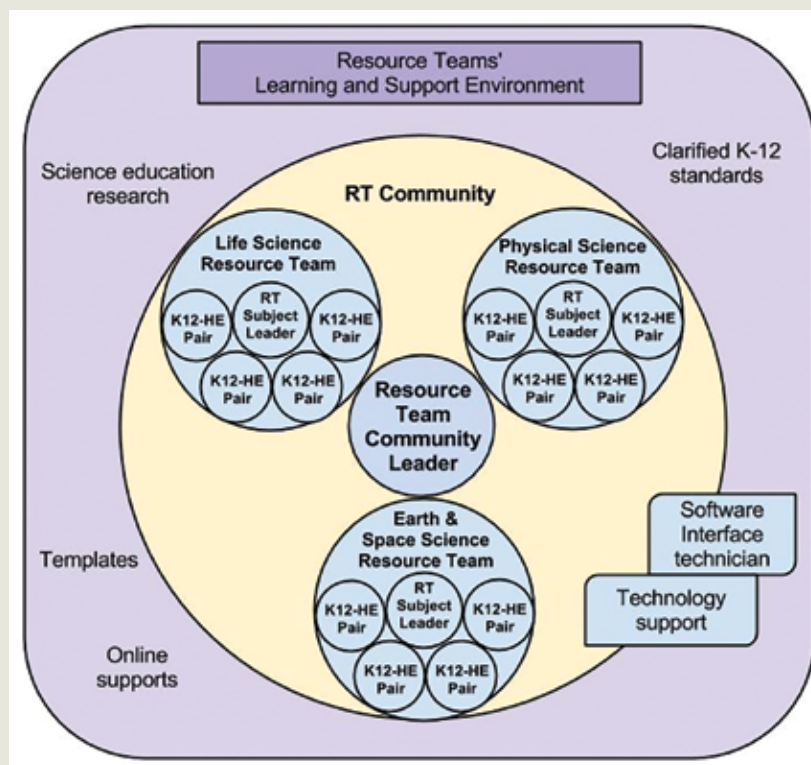 Resource Teams'
Learning and Support Environment
Science education
research
Clarified K-12
standards
RT Community
Life Science
Resource Team
RT
Subject
Leader
K12-HE
Pair
K12-HE
Pair
K12-HE
Pair
K12-HE
Pair
Physical Science
Resource Team
RT
Subject
Leader
K12-HE
Pair
K12-HE
Pair
K12-HE
Pair
K12-HE
Pair
Resource
Team
Community
Leader
Earth &
Space Science
Resource Team
RT
Subject
Leader
K12-HE
Pair
K12-HE
Pair
K12-HE
Pair
K12-HE
Pair
Software
Interface
technician
Technology
support
Templates
Online
supports